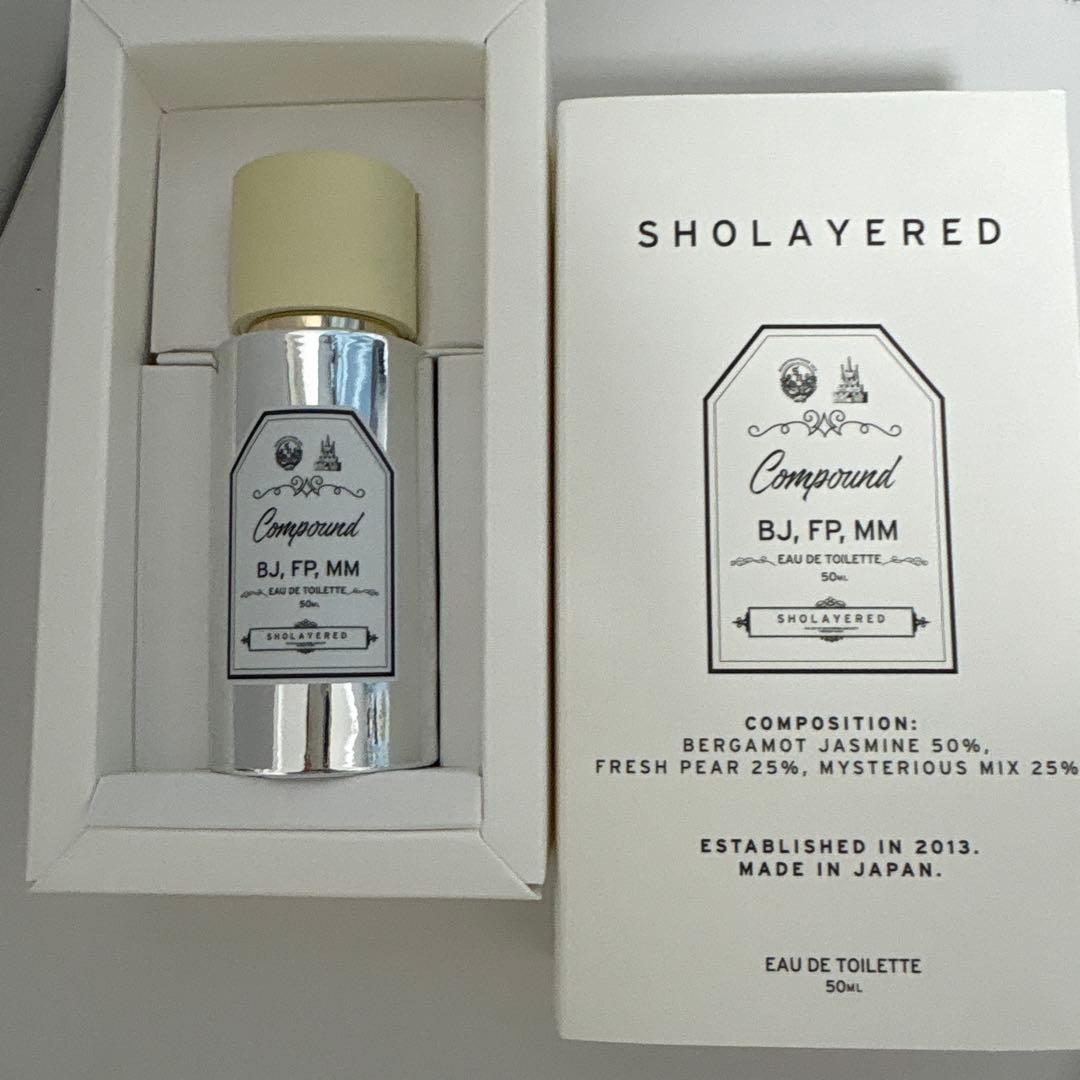 Compound
BJ, FP, MM
EAU DE TOILETTE
50ML
SHOLAYERED
SHOLAYERED
Compound
BJ, FP, MM
EAU DE TOILETTE
50ML
SHOLAYERED
COMPOSITION:
BERGAMOT JASMINE 50%,
FRESH PEAR 25%, MYSTERIOUS MIX 25%
ESTABLISHED IN 2013.
MADE IN JAPAN.
EAU DE TOILETTE
50ML